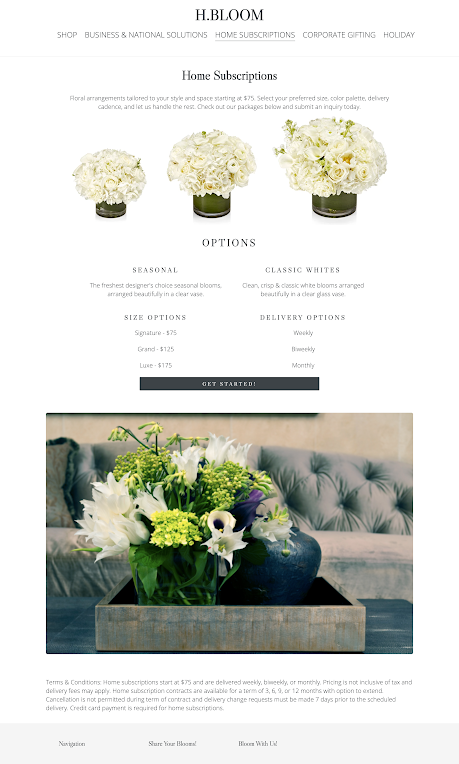 H.BLOOM
SHOP BUSINESS & NATIONAL SOLUTIONS HOME SUBSCRIPTIONS CORPORATE GIFTING HOLIDAY
Home Subscriptions
Floral arrangements tailored to your style and space starting at $75. Select your preferred size, color palette, delivery
cadence, and let us handle the rest. Check out our packages below and submit an inquiry today.
OPTIONS
SEASONAL
The freshest designer's choice seasonal blooms,
arranged beautifully in a clear vase.
CLASSIC WHITES
Clean, crisp & classic white blooms arranged
beautifully in a clear glass vase.
SIZE OPTIONS
Signature - $75
Grand - $125
Luxe - $175
DELIVERY OPTIONS
Weekly
Biweekly
Monthly
GET STARTED!
Terms & Conditions: Home subscriptions start at $75 and are delivered weekly, biweekly, or monthly. Pricing is not inclusive of tax and
delivery fees may apply. Home subscription contracts are available for a term of 3, 6, 9, or 12 months with option to extend.
Cancellation is not permitted during term of contract and delivery change requests must be made 7 days prior to the scheduled
delivery. Credit card payment is required for home subscriptions.
Navigation
Share Your Blooms!
Bloom With Us!